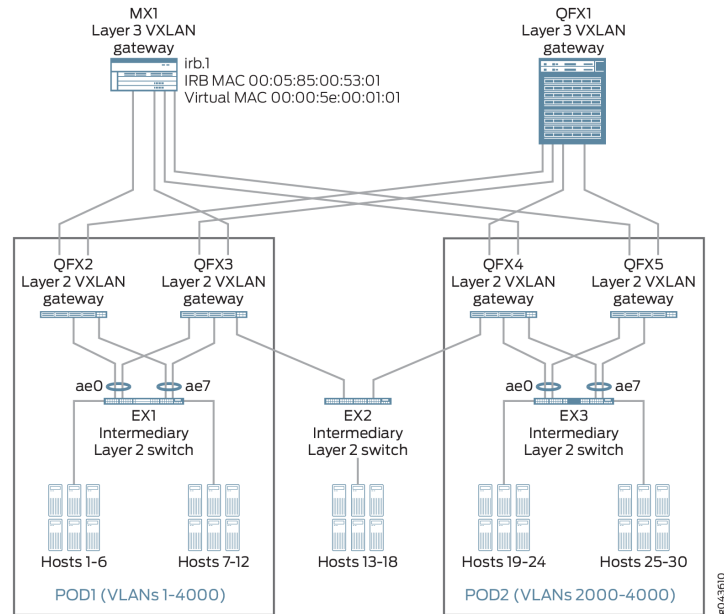 MX1
Layer 3 VXLAN
gateway
irb.1
IRB MAC 00:05:85:00:53:01
Virtual MAC 00:00:5e:00:01:01
QFX1
Layer 3 VXLAN
gateway
QFX2
Layer 2 VXLAN
gateway
QFX3
Layer 2 VXLAN
gateway
QFX4
Layer 2 VXLAN
gateway
QFX5
Layer 2 VXLAN
gateway
ae0
ae7
EX1
Intermediary
Layer 2 switch
EX2
Intermediary
Layer 2 switch
ae0
ae7
EX3
Intermediary
Layer 2 switch
Hosts 1-6
Hosts 7-12
Hosts 13-18
Hosts 19-24
Hosts 25-30
POD1 (VLANs 1-4000)
POD2 (VLANs 2000-4000)
g043610